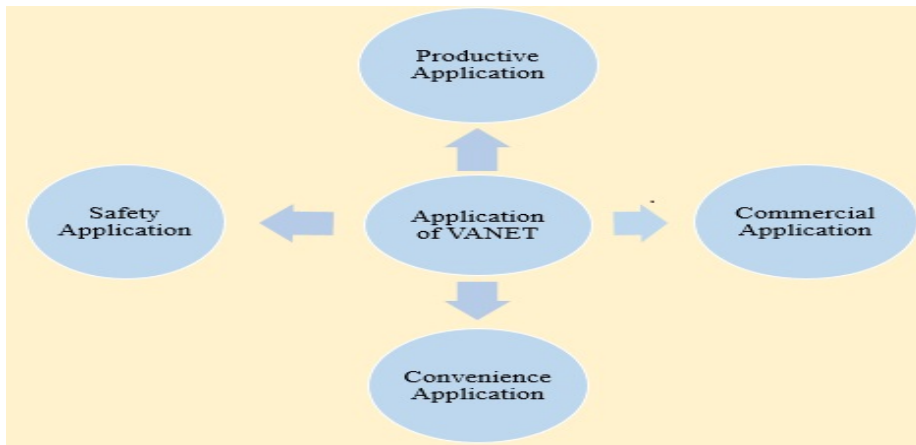 Productive
Application
Safety
Application
Application
of VANET
Commercial
Application
Convenience
Application